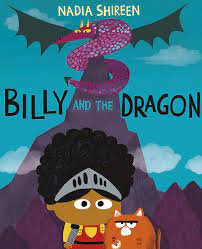 NADIA SHIREEN
BILLY AND THE DRAGON